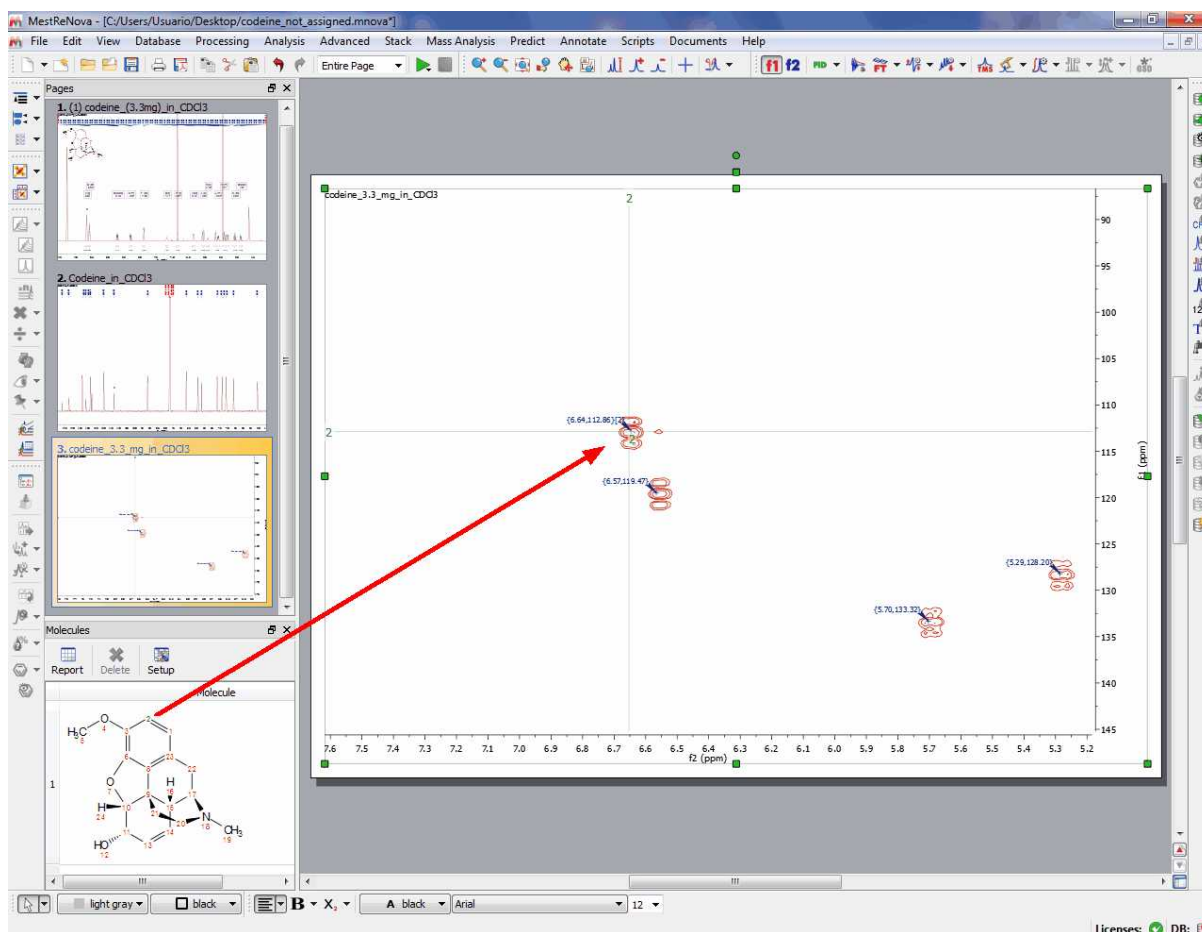 MestReNova - [C:/Users/Usuario/Desktop/codeine_not_assigned.mnova*]
File Edit View Database Processing Analysis Advanced Stack Mass Analysis Predict Annotate Scripts Documents Help
Entire Page
f1 f2
Pages
1. (1) codeine_(3.3mg)_in_CDCl3
2. Codeine_in_CDCl3
3. codeine_3.3_mg_in_CDCl3
Molecules
Report Delete Setup
Molecule
1
H3C O
O
H
H
N
CH3
HO
codeine_3.3_mg_in_CDCl3
2
2
{6.64,112.86}[2]
2
{6.57,119.47}
{5.29,128.20}
{5.70,133.32}
90
95
100
105
110
115
120
125
130
135
140
145
f1 (ppm)
7.6 7.5 7.4 7.3 7.2 7.1 7.0 6.9 6.8 6.7 6.6 6.5 6.4 6.3 6.2 6.1 6.0 5.9 5.8 5.7 5.6 5.5 5.4 5.3 5.2
f2 (ppm)
light gray black B X2 A black Arial 12
Licenses: DB: